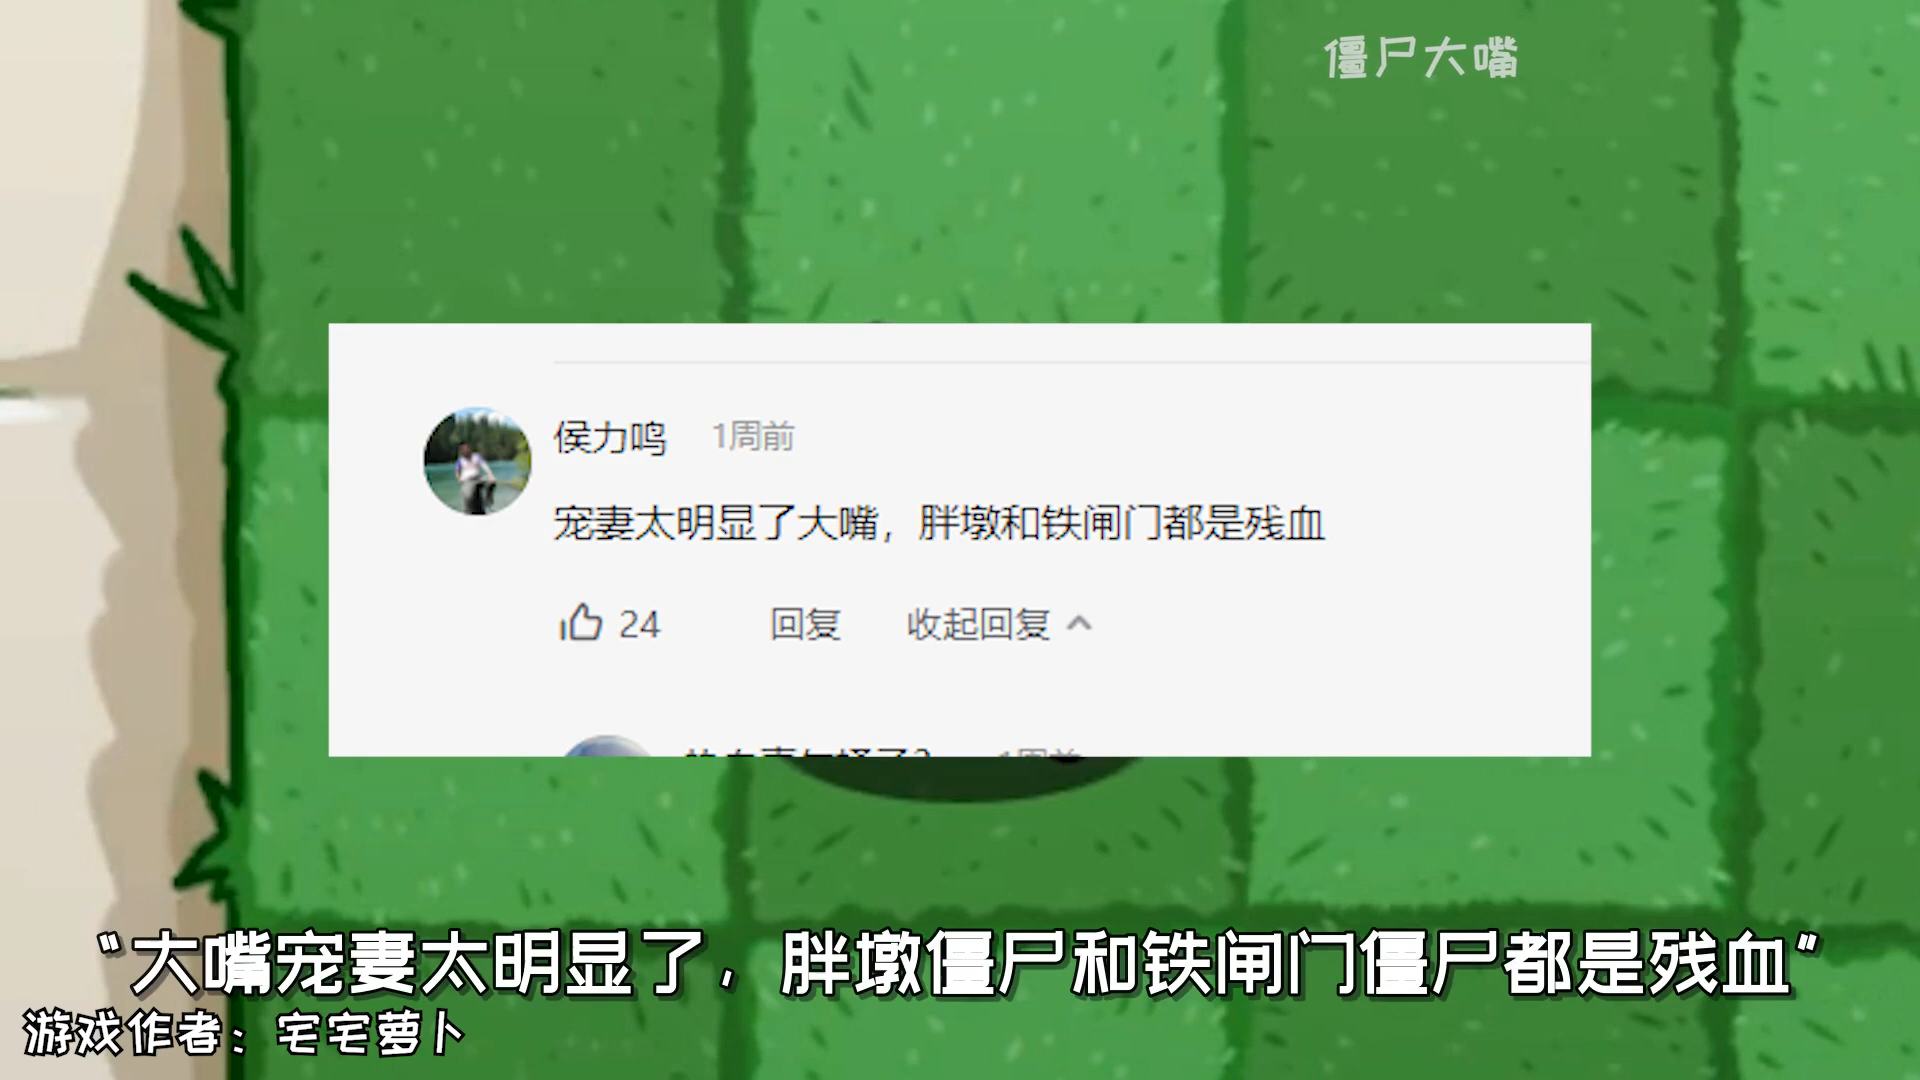 僵尸大嘴
侯力鸣 1周前
宠妻太明显了大嘴，胖墩和铁闸门都是残血
24 回复 收起回复
“大嘴宠妻太明显了，胖墩僵尸和铁闸门僵尸都是残血”
游戏作者：宅宅萝卜